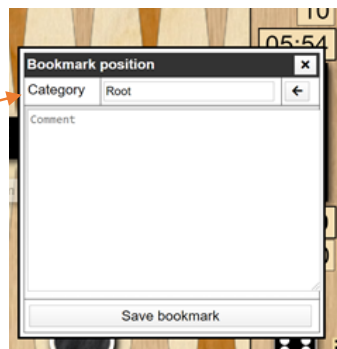 10
05:54
Bookmark position
Category Root
Comment
Save bookmark